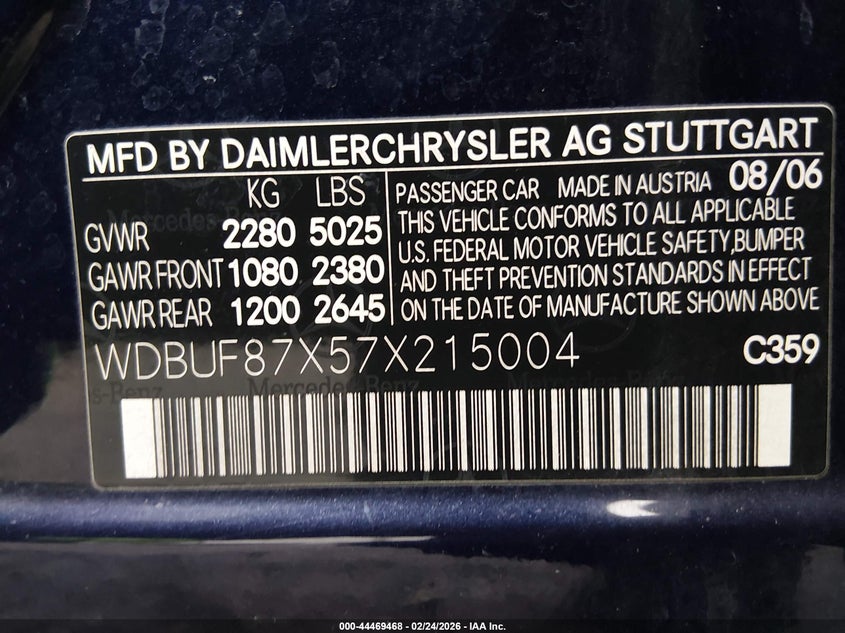 MFD BY DAIMLERCHRYSLER AG STUTTGART
KG LBS
GVWR 2280 5025
GAWR FRONT 1080 2380
GAWR REAR 1200 2645
PASSENGER CAR MADE IN AUSTRIA 08/06
THIS VEHICLE CONFORMS TO ALL APPLICABLE
U.S. FEDERAL MOTOR VEHICLE SAFETY,BUMPER
AND THEFT PREVENTION STANDARDS IN EFFECT
ON THE DATE OF MANUFACTURE SHOWN ABOVE
WDBUF87X57X215004 C359
Mercedes-Benz
000-44469468 - 02/24/2026 - IAA Inc.